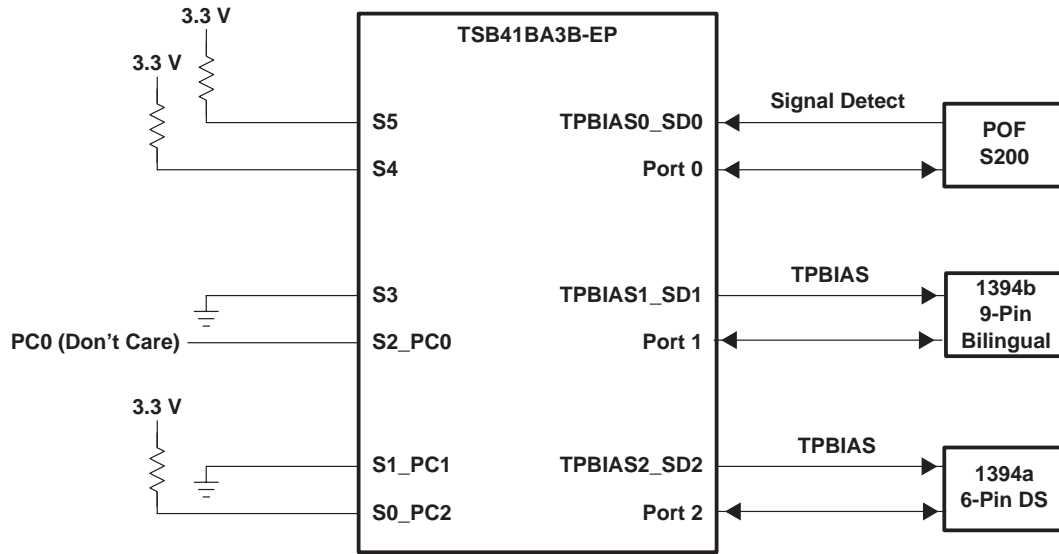 TSB41BA3B-EP
3.3 V
3.3 V
S5
S4
S3
PC0 (Don't Care)
S2_PC0
3.3 V
S1_PC1
S0_PC2
TPBIAS0_SD0
Port 0
TPBIAS1_SD1
Port 1
TPBIAS2_SD2
Port 2
Signal Detect
POF
S200
TPBIAS
1394b
9-Pin
Bilingual
TPBIAS
1394a
6-Pin DS